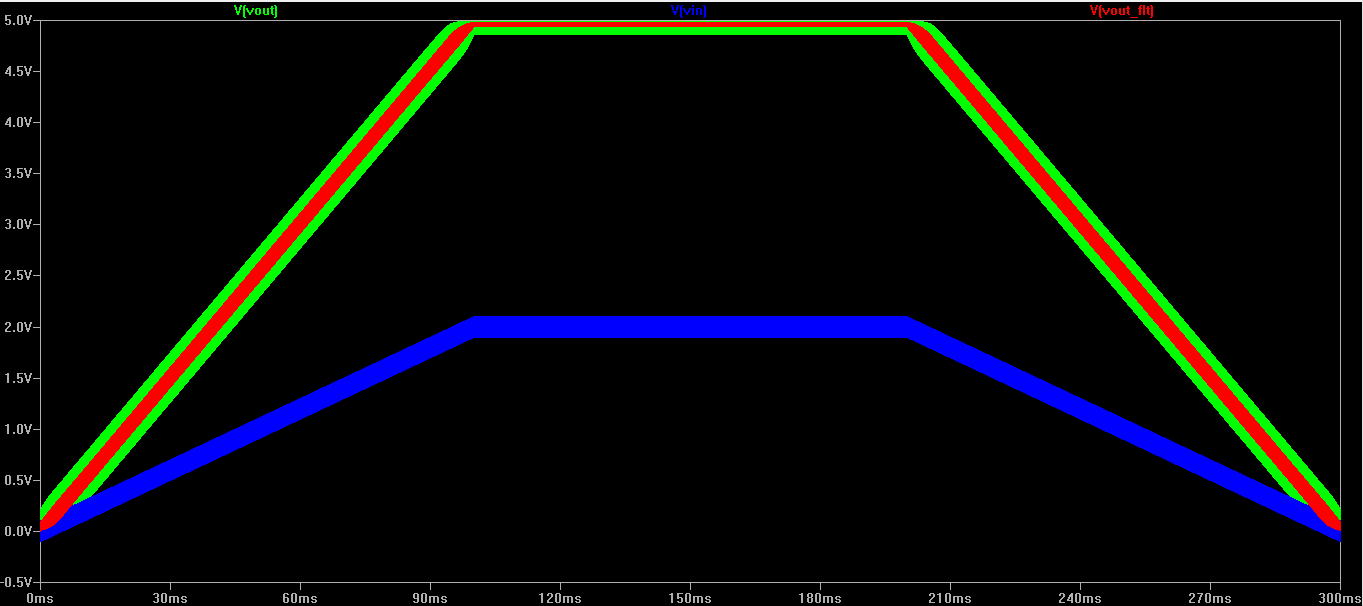 V(vout) V(vin) V(vout_flt)
5.0V
4.5V
4.0V
3.5V
3.0V
2.5V
2.0V
1.5V
1.0V
0.5V
0.0V
-0.5V
0ms 30ms 60ms 90ms 120ms 150ms 180ms 210ms 240ms 270ms 300ms